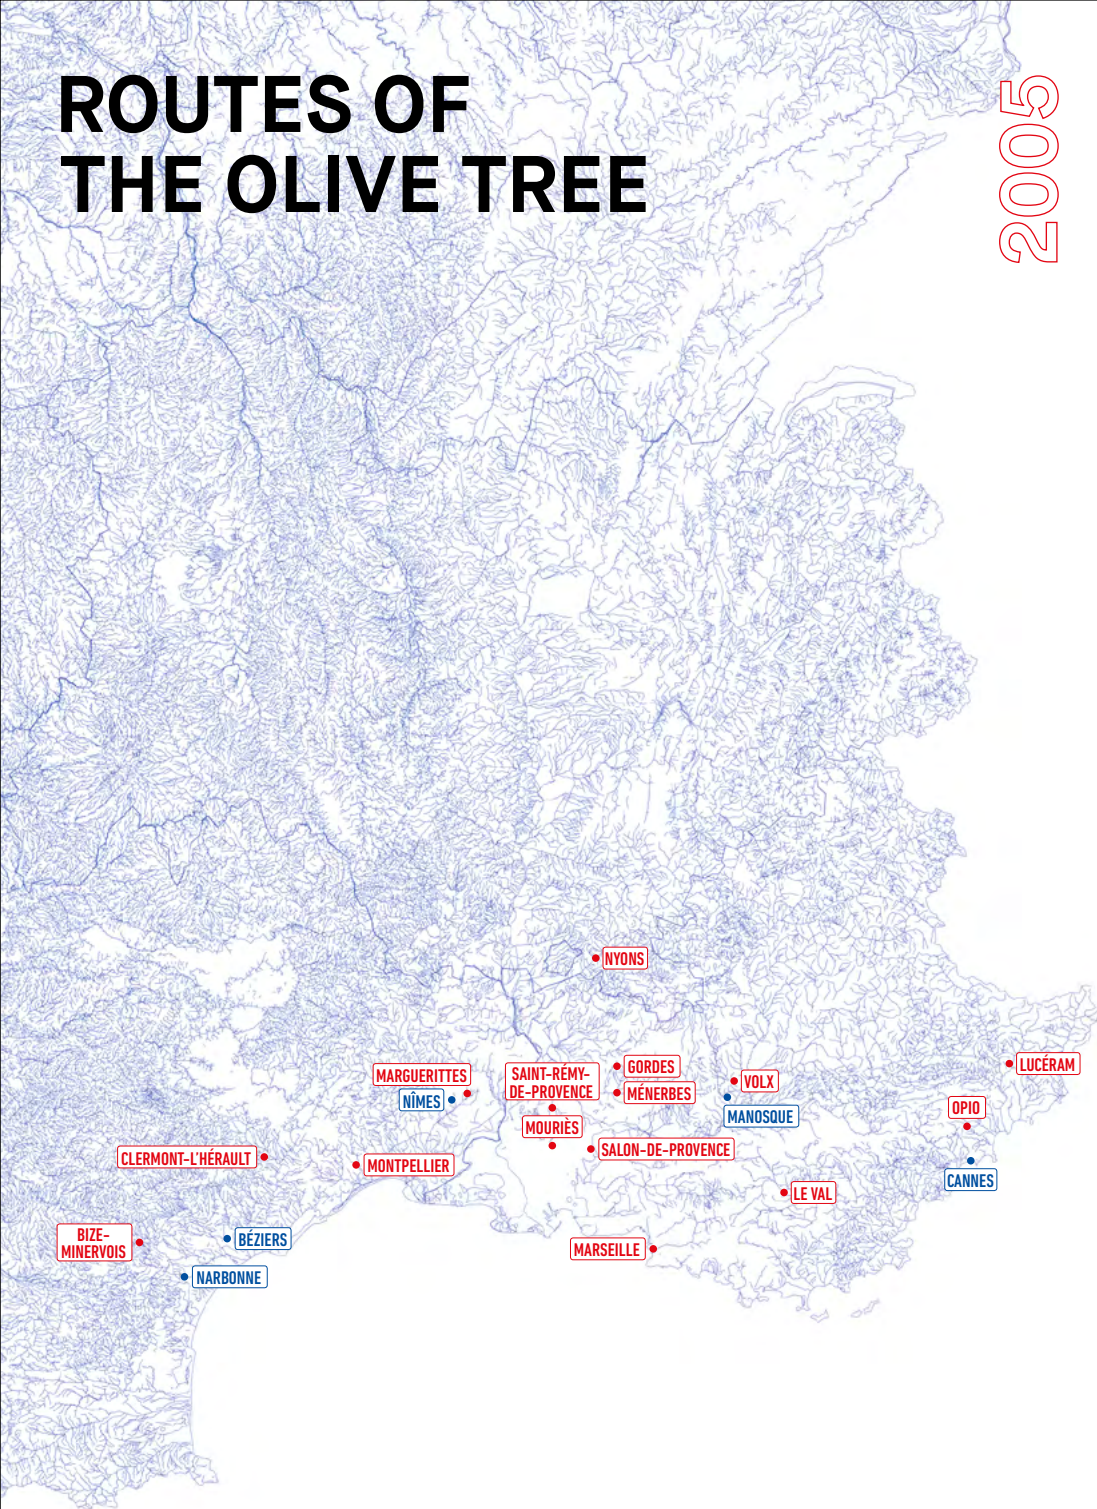 ROUTES OF
THE OLIVE TREE
2005
NYONS
LUCÉRAM
GORDES
SAINT-RÉMY-
DE-PROVENCE
MARGUERITTES
VOLX
MÉNERBES
NÎMES
OPIO
MANOSQUE
MOURIÈS
SALON-DE-PROVENCE
CLERMONT-L'HÉRAULT
MONTPELLIER
CANNES
LE VAL
BIZE-
MINERVOIS
BÉZIERS
MARSEILLE
NARBONNE